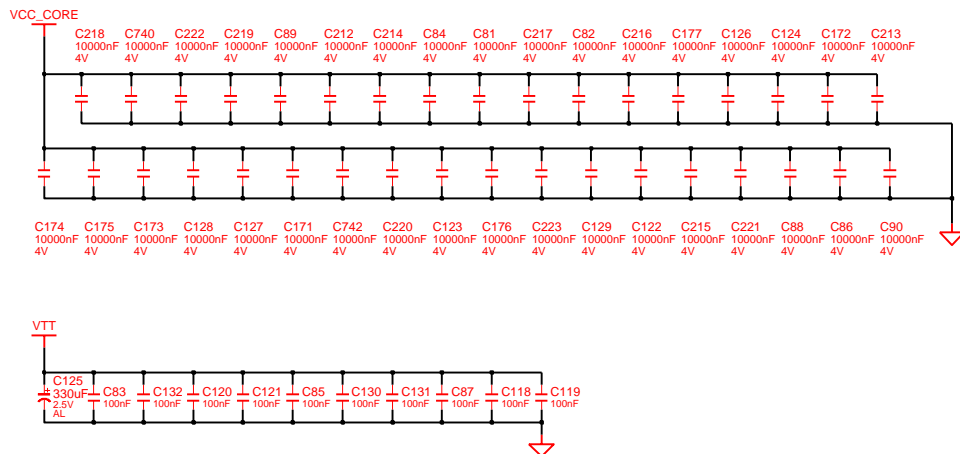 VCC_CORE
C218 C740 C222 C219 C89 C212 C214 C84 C81 C217 C82 C216 C177 C126 C124 C172 C213
10000nF 10000nF 10000nF 10000nF 10000nF 10000nF 10000nF 10000nF 10000nF 10000nF 10000nF 10000nF 10000nF 10000nF 10000nF 10000nF 10000nF
4V 4V 4V 4V 4V 4V 4V 4V 4V 4V 4V 4V 4V 4V 4V 4V 4V
C174 C175 C173 C128 C127 C171 C742 C220 C123 C176 C223 C129 C122 C215 C221 C88 C86 C90
10000nF 10000nF 10000nF 10000nF 10000nF 10000nF 10000nF 10000nF 10000nF 10000nF 10000nF 10000nF 10000nF 10000nF 10000nF 10000nF 10000nF 10000nF
4V 4V 4V 4V 4V 4V 4V 4V 4V 4V 4V 4V 4V 4V 4V 4V 4V 4V
VTT
C125
330uF
2.5V
AL
C83 C132 C120 C121 C85 C130 C131 C87 C118 C119
100nF 100nF 100nF 100nF 100nF 100nF 100nF 100nF 100nF 100nF